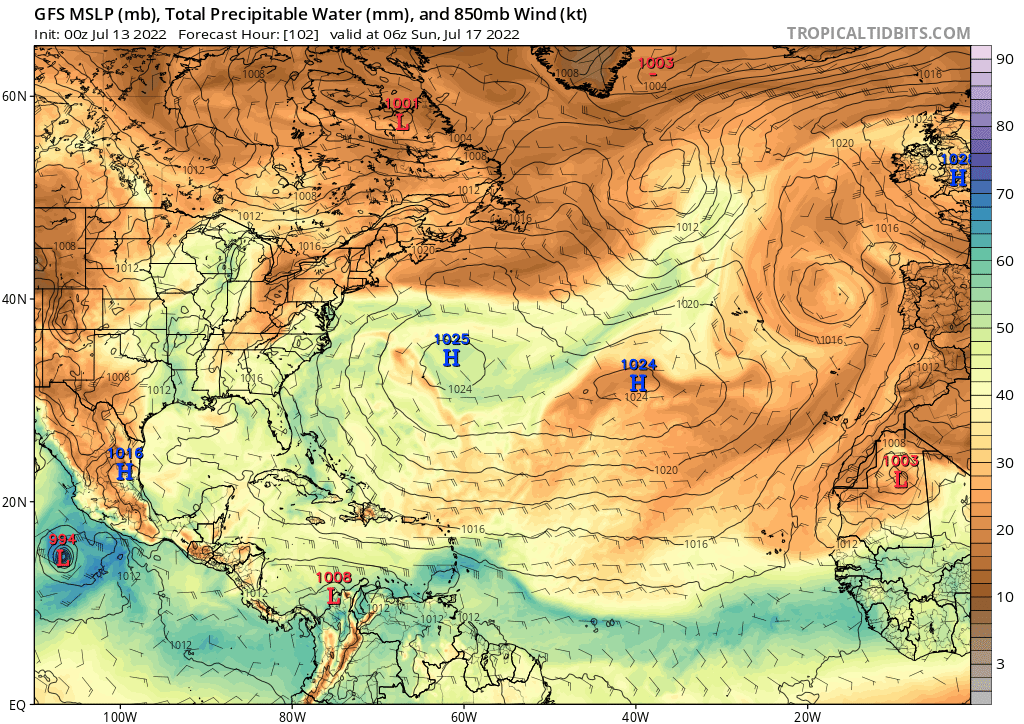 GFS MSLP (mb), Total Precipitable Water (mm), and 850mb Wind (kt)
Init: 00z Jul 13 2022 Forecast Hour: [102] valid at 06z Sun, Jul 17 2022
TROPICALTIDBITS.COM
90
80
70
60
50
40
30
20
10
3
60N
40N
20N
EQ
100W
80W
60W
40W
20W
1003
1001
L
1025
H
1024
H
1016
H
1003
L
994
L
1008
L
H
1008
1008
1004
1016
1024
1020
1004
1008
1012
1012
1008
1012
1016
1016
1020
1012
1016
1008
1012
1020
1016
1008
1012
1016
1024
1024
1012
1008
1020
1016
1016
1012
1012
1012
1012
1012
1012
1012